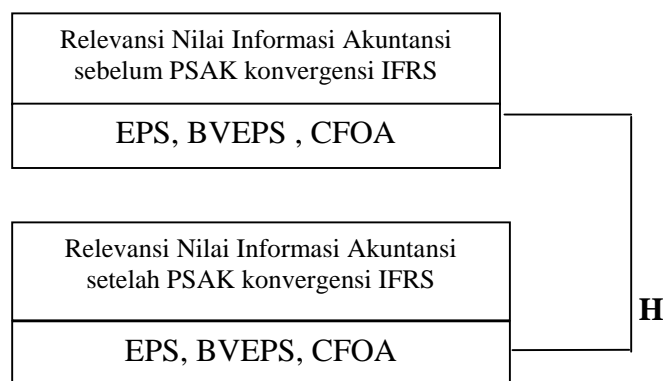 Relevansi Nilai Informasi Akuntansi
sebelum PSAK konvergensi IFRS
EPS, BVEPS , CFOA
Relevansi Nilai Informasi Akuntansi
setelah PSAK konvergensi IFRS
H
EPS, BVEPS, CFOA